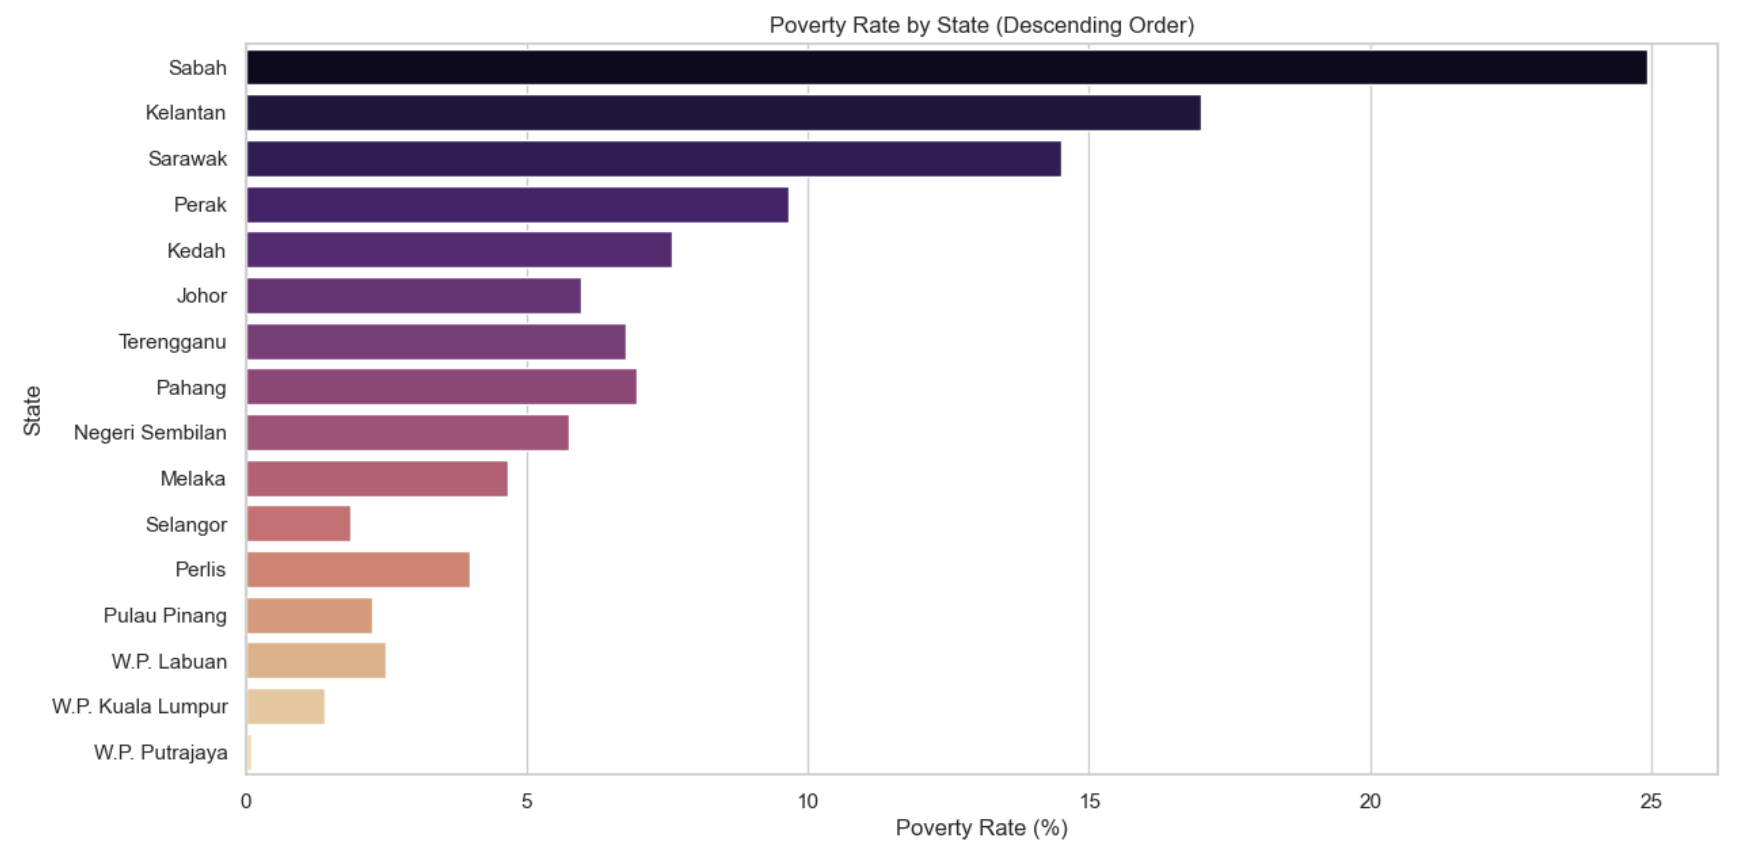 Poverty Rate by State (Descending Order)
State
Sabah
Kelantan
Sarawak
Perak
Kedah
Johor
Terengganu
Pahang
Negeri Sembilan
Melaka
Selangor
Perlis
Pulau Pinang
W.P. Labuan
W.P. Kuala Lumpur
W.P. Putrajaya
0 5 10 15 20 25
Poverty Rate (%)